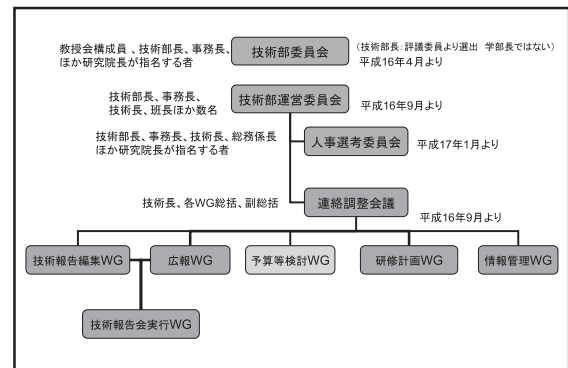 教授会構成員、技術部長、事務長、
ほか研究院長が指名する者
技術部委員会
（技術部長：評議委員より選出　学部長ではない）
平成16年4月より
技術部長、事務長、
技術長、班長ほか数名
技術部運営委員会
平成16年9月より
技術部長、事務長、技術長、総務係長
ほか研究院長が指名する者
人事選考委員会
平成17年1月より
技術長、各WG総括、副総括
連絡調整会議
平成16年9月より
技術報告編集WG
広報WG
予算等検討WG
研修計画WG
情報管理WG
技術報告会実行WG